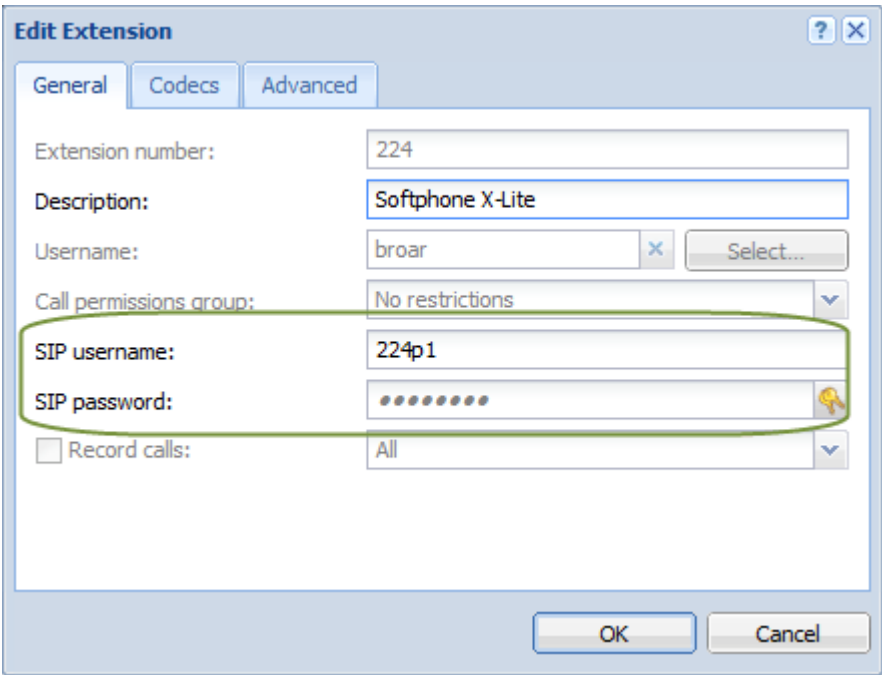 Edit Extension
General Codecs Advanced
Extension number: 224
Description: Softphone X-Lite
Username: broar Select...
Call permissions group: No restrictions
SIP username: 224p1
SIP password: ••••••••
Record calls: All
OK Cancel